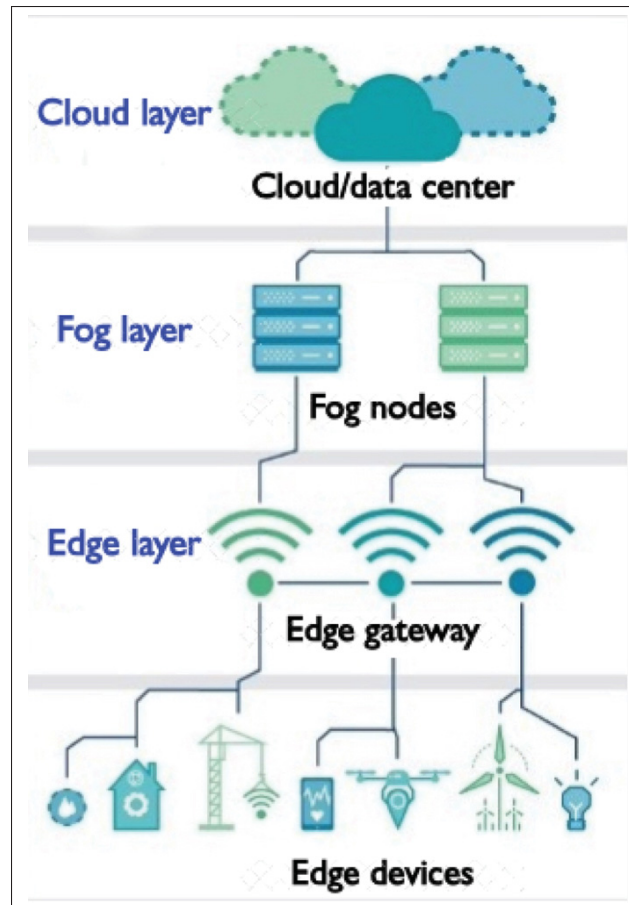 Cloud layer
Cloud/data center
Fog layer
Fog nodes
Edge layer
Edge gateway
Edge devices